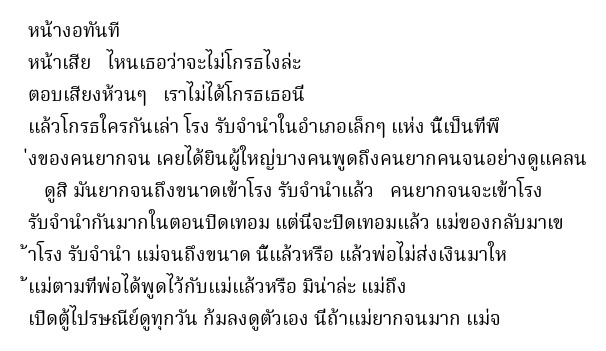 หน้างอทันที
หน้าเสีย ไหนเธอว่าจะไม่โกรธไงล่ะ
ตอบเสียงห้วนๆ เราไม่ได้โกรธเธอนี
แล้วโกรธใครกันเล่า โรง รับจำนำในอำเภอเล็กๆ แห่ง นี้เป็นทีพึ
่งของคนยากจน เคยได้ยินผู้ใหญ่บางคนพูดถึงคนยากคนจนอย่างดูแคลน
ดูสิ มันยากจนถึงขนาดเข้าโรง รับจำนำแล้ว คนยากจนจะเข้าโรง
รับจำนำกันมากในตอนปิดเทอม แต่นีจะปิดเทอมแล้ว แม่ของกลับมาเข
้าโรง รับจำนำ แม่จนถึงขนาด นี้แล้วหรือ แล้วพ่อไม่ส่งเงินมาให
้แม่ตามทีพ่อได้พูดไว้กับแม่แล้วหรือ มิน่าล่ะ แม่ถึง
เปิดตู้ไปรษณีย์ดูทุกวัน ก้มลงดูตัวเอง นีถ้าแม่ยากจนมาก แม่จ